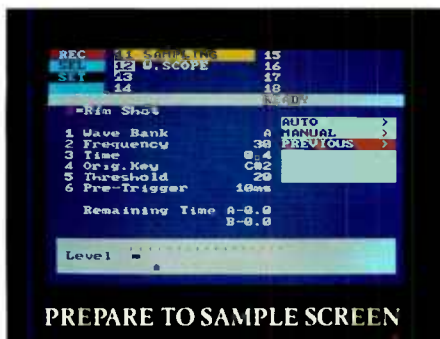 REC 11 SAMPLING 15
12 W.SCOPE 16
SET 13 17
14 18
READY
=Rim Shot
AUTO >
1 Wave Bank A MANUAL >
2 Frequency 30 PREVIOUS >
3 Time 0.4
4 Orig.Key C#2
5 Threshold 20
6 Pre-Trigger 10ms
Remaining Time A-0.0
B-0.0
Level
PREPARE TO SAMPLE SCREEN